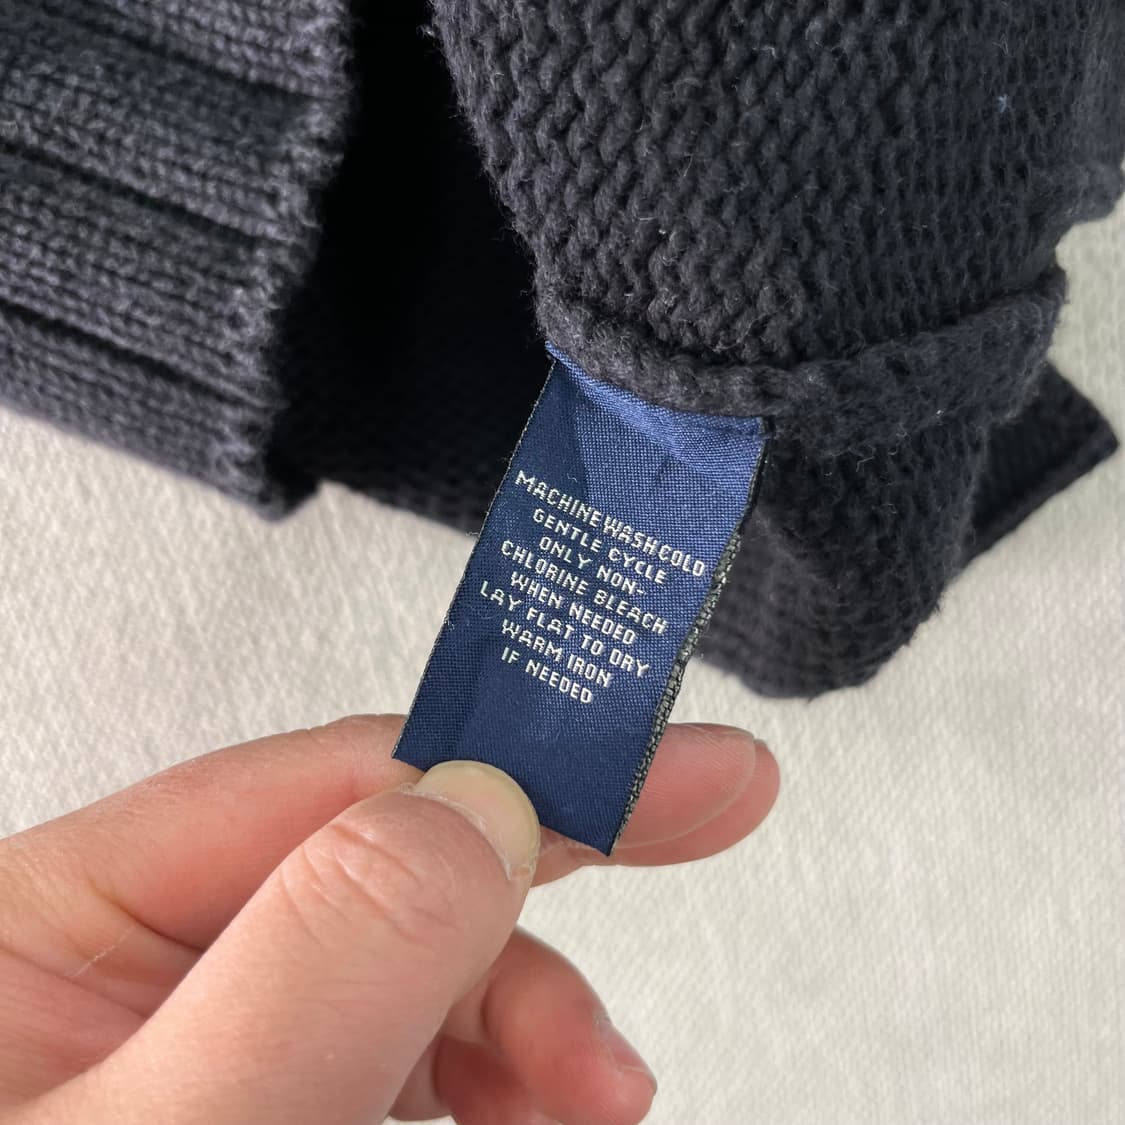 MACHINE WASH COLD
GENTLE CYCLE
ONLY NON-
CHLORINE BLEACH
WHEN NEEDED
LAY FLAT TO DRY
WARM IRON
IF NEEDED